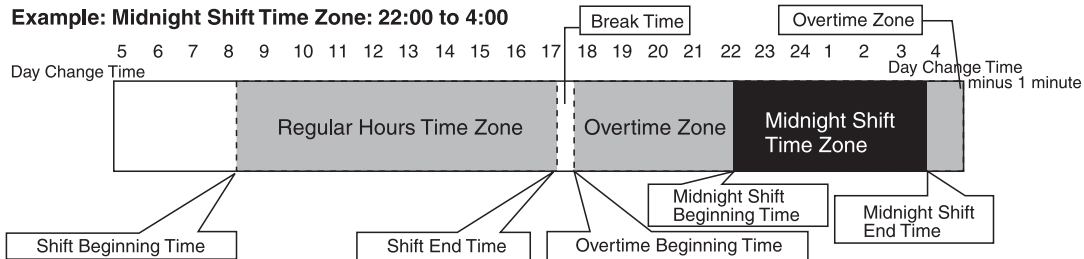 Example: Midnight Shift Time Zone: 22:00 to 4:00
Break Time
Overtime Zone
5 6 7 8 9 10 11 12 13 14 15 16 17 18 19 20 21 22 23 24 1 2 3 4
Day Change Time
Day Change Time
minus 1 minute
Regular Hours Time Zone
Overtime Zone
Midnight Shift
Time Zone
Midnight Shift
Beginning Time
Midnight Shift
End Time
Shift Beginning Time
Shift End Time
Overtime Beginning Time